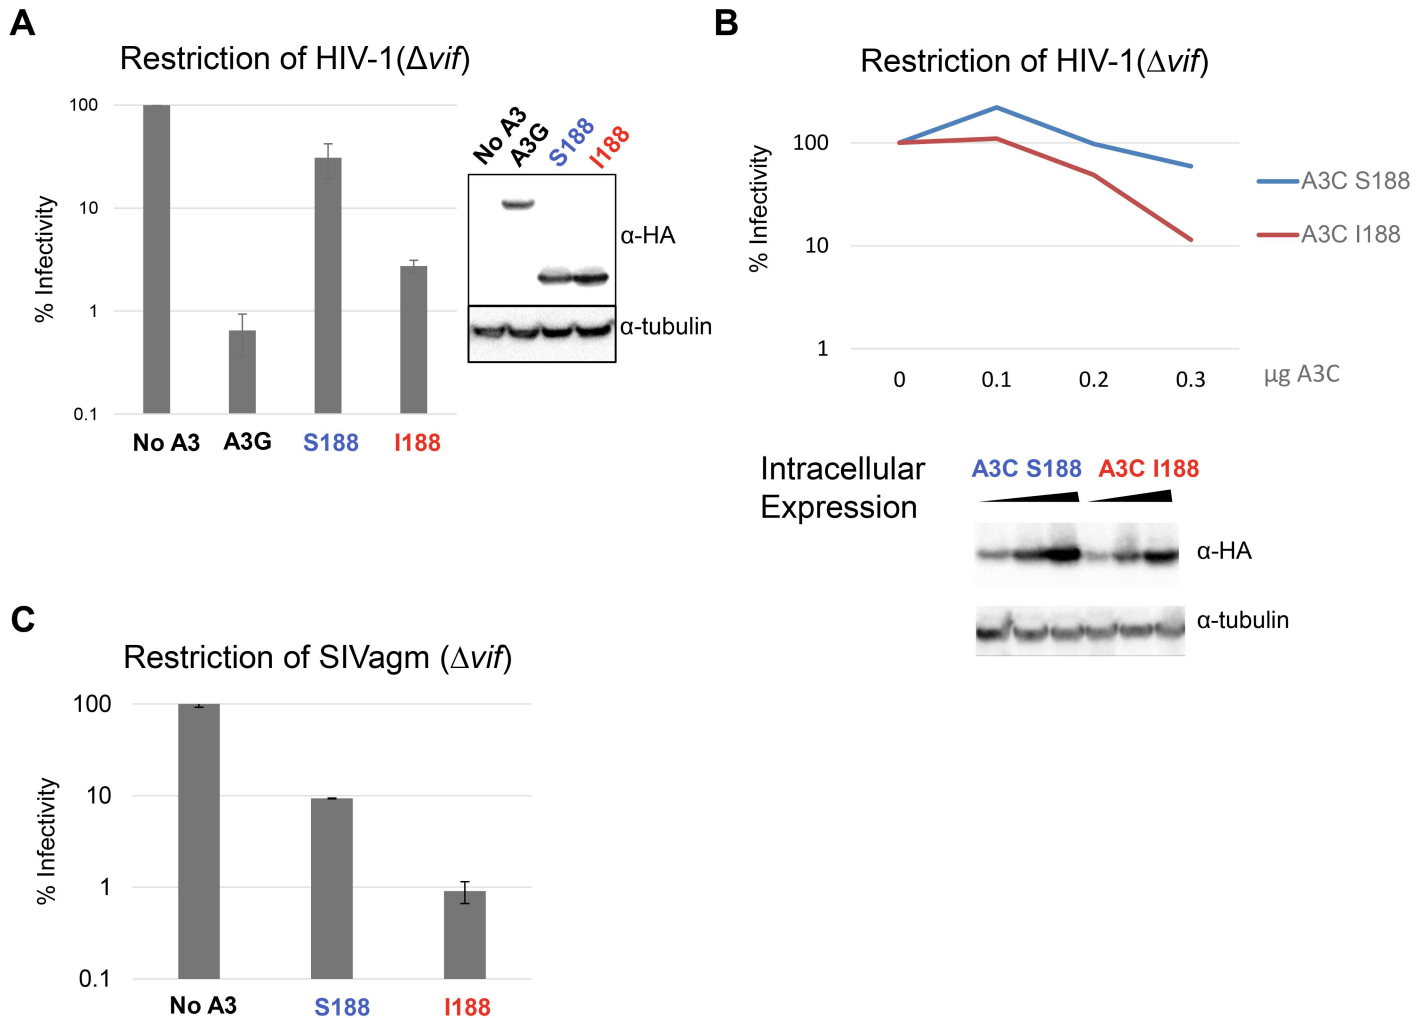 A
Restriction of HIV-1(Δvif)
% Infectivity
100
10
1
0.1
No A3 A3G S188 I188
No A3 A3G S188 I188
α-HA
α-tubulin
B
Restriction of HIV-1(Δvif)
% Infectivity
100
10
1
0 0.1 0.2 0.3 µg A3C
A3C S188
A3C I188
Intracellular
Expression
A3C S188 A3C I188
α-HA
α-tubulin
C
Restriction of SIVagm (Δvif)
% Infectivity
100
10
1
0.1
No A3 S188 I188